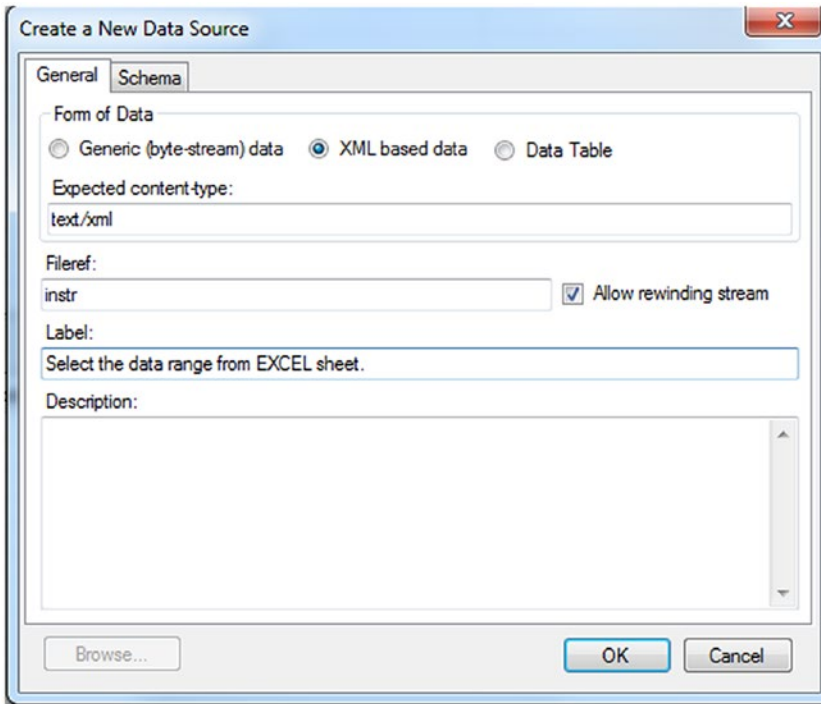 Create a New Data Source
General Schema
Form of Data
Generic (byte-stream) data XML based data Data Table
Expected content-type:
text/xml
Fileref:
instr Allow rewinding stream
Label:
Select the data range from EXCEL sheet.
Description:
Browse... OK Cancel